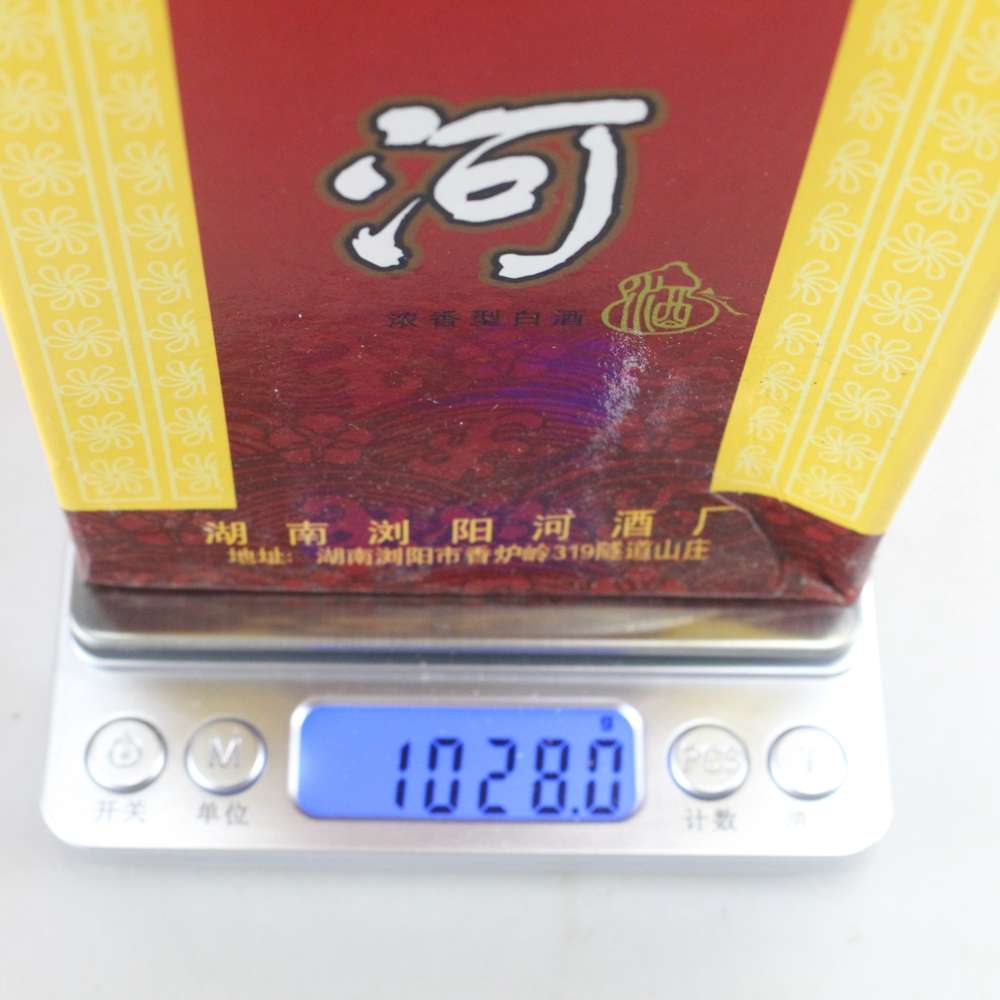 河
浓香型白酒
酒
湖南浏阳河酒厂
地址: 湖南浏阳市香炉岭319隧道山庄
g
1028.0
M
PCS
T
开关
单位
计数